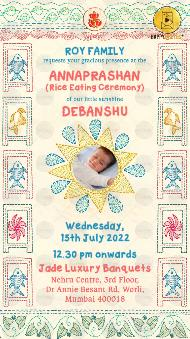 ROY FAMILY
requests your gracious presence at the
ANNAPRASHAN
(Rice Eating Ceremony)
of our little sunshine
DEBANSHU
Wednesday,
15th July 2022
12.30 pm onwards
Jade Luxury Banquets
Nehru Centre, 3rd Floor,
Dr Annie Besant Rd, Worli,
Mumbai 400018